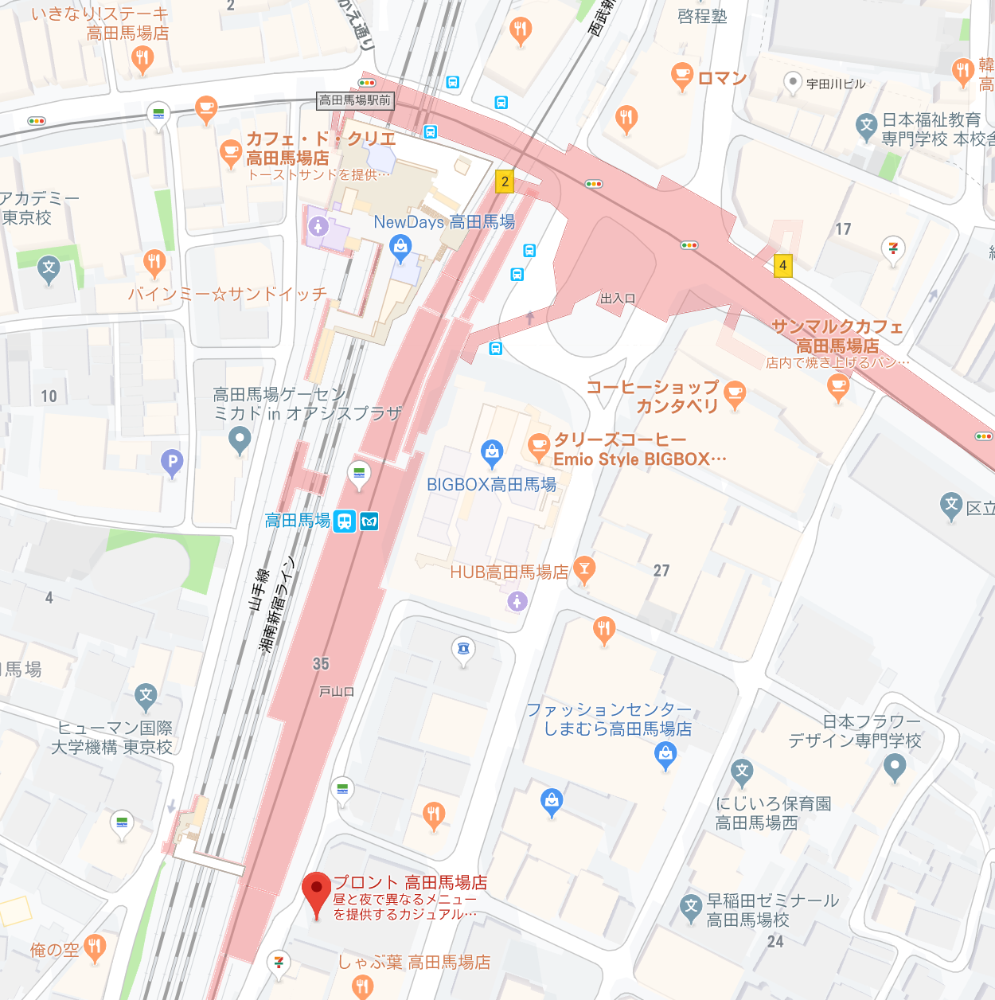 いきなり!ステーキ
高田馬場店
2
かえ通り
西武新
啓程塾
ロマン
宇田川ビル
韓
高
高田馬場駅前
日本福祉教育
専門学校 本校舎
カフェ・ド・クリエ
高田馬場店
トーストサンドを提供…
2
アカデミー
東京校
NewDays 高田馬場
17
4
バインミー☆サンドイッチ
出入口
サンマルクカフェ
高田馬場店
店内で焼き上げるパン…
10
高田馬場ゲーセン
ミカド in オアシスプラザ
コーヒーショップ
カンタベリ
P
タリーズコーヒー
Emio Style BIGBOX…
BIGBOX高田馬場
文
区立
高田馬場
HUB高田馬場店
27
山手線
湘南新宿ライン
4
35
馬場
戸山口
ヒューマン国際
大学機構 東京校
ファッションセンター
しまむら高田馬場店
日本フラワー
デザイン専門学校
にじいろ保育園
高田馬場西
プロント 高田馬場店
昼と夜で異なるメニュー
を提供するカジュアル…
早稲田ゼミナール
高田馬場校
24
俺の空
しゃぶ葉 高田馬場店